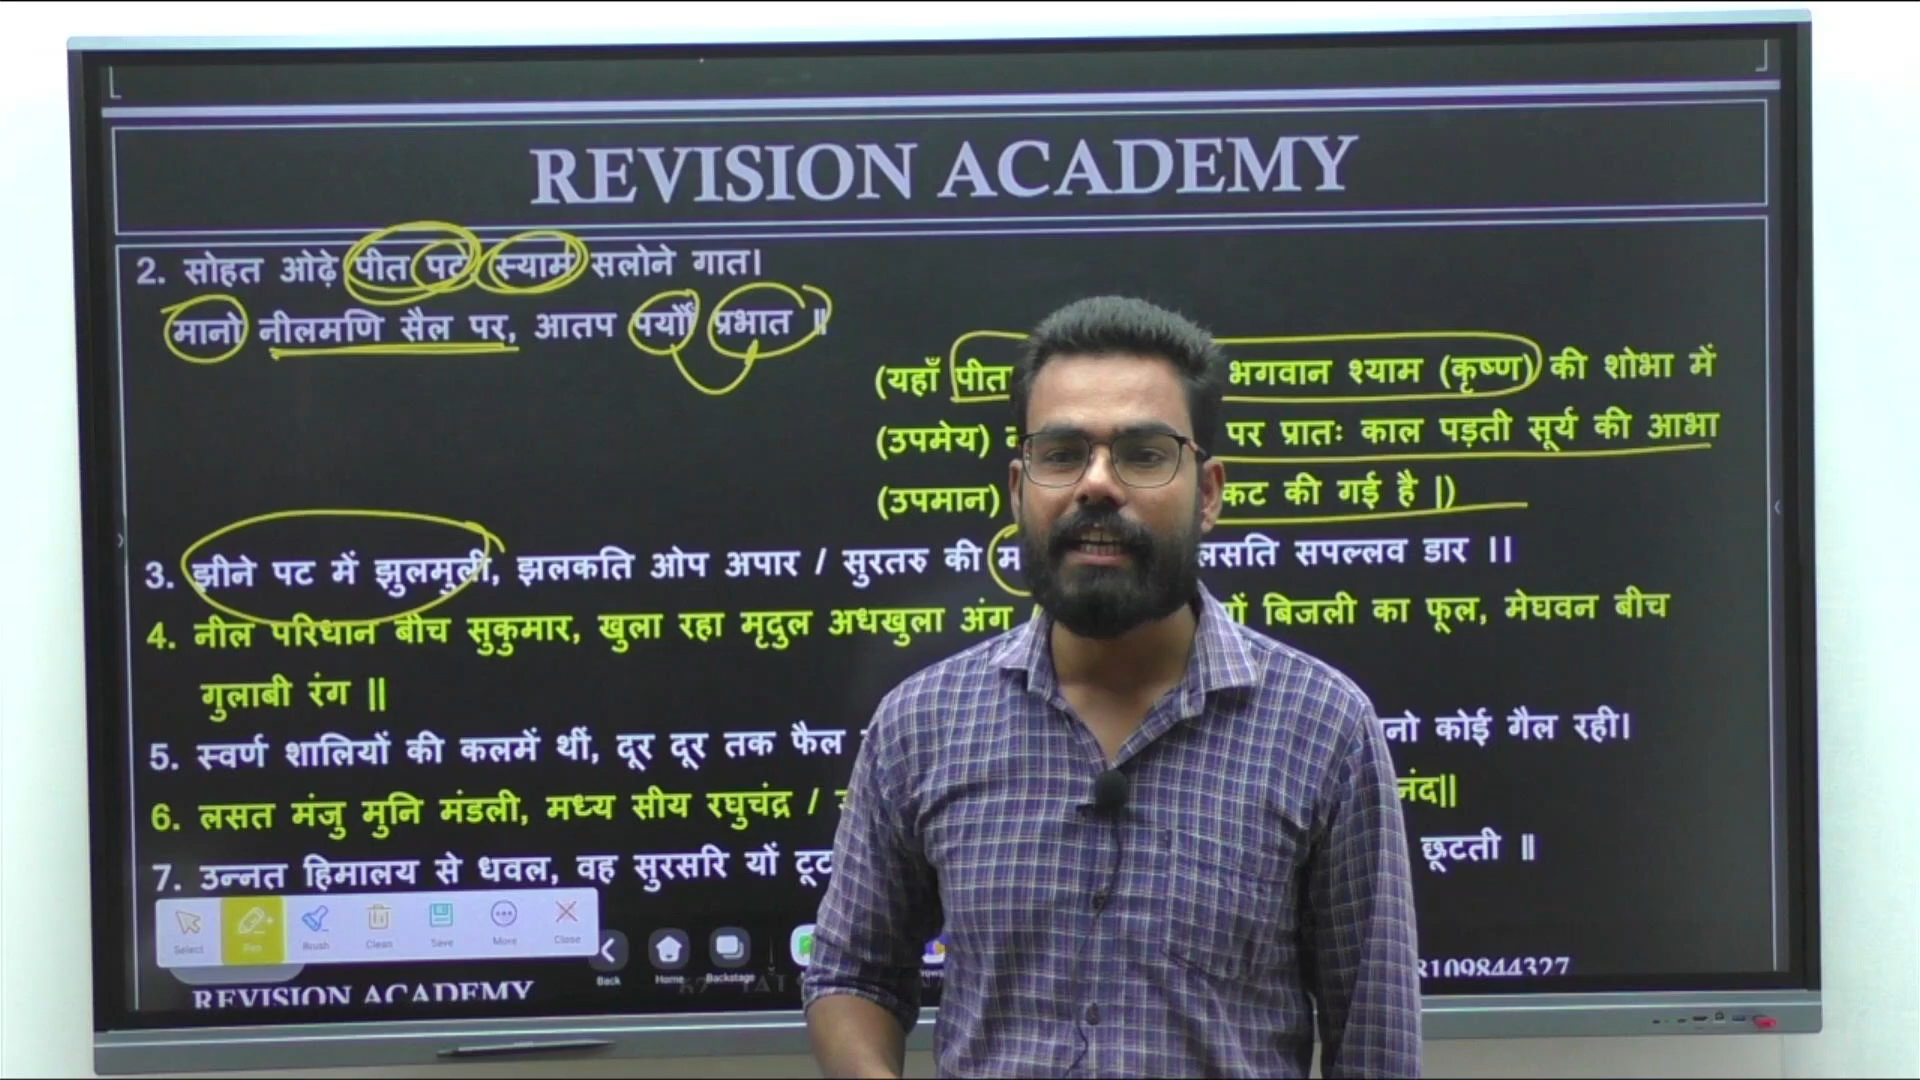 REVISION ACADEMY
2. सोहत ओढ़े पीत पट, स्याम सलोने गात।
मानो नीलमणि सैल पर, आतप पर्यौ प्रभात ॥
(यहाँ पीत भगवान श्याम (कृष्ण) की शोभा में
(उपमेय) पर प्रातः काल पड़ती सूर्य की आभा
(उपमान) की गई है |)
3. झीने पट में झुलमुली, झलकति ओप अपार / सुरतरु की लसति सपल्लव डार ।।
4. नील परिधान बीच सुकुमार, खुला रहा मृदुल अधखुला अंग बिजली का फूल, मेघवन बीच
गुलाबी रंग ||
5. स्वर्ण शालियों की कलमें थीं, दूर दूर तक फैल कोई गैल रही।
6. लसत मंजु मुनि मंडली, मध्य सीय रघुचंद्र /
7. उन्नत हिमालय से धवल, वह सुरसरि यों छूटती ॥
Select Pen Brush Clean Save More Close
Back Home Backstage
REVISION ACADEMY 8109844327